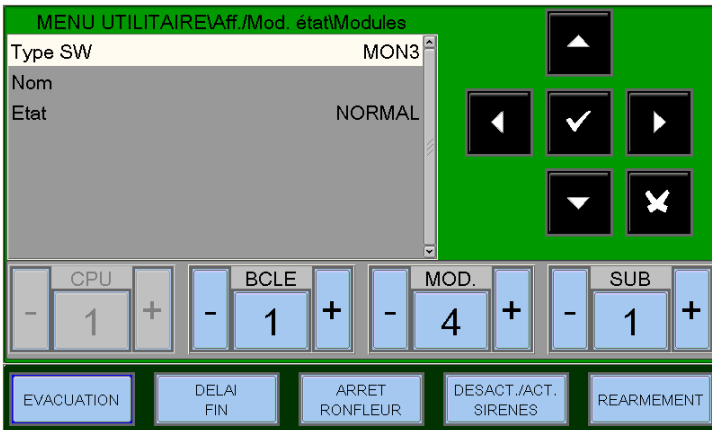 MENU UTILITAIRE\Aff./Mod. état\Modules
Type SW MON3
Nom
Etat NORMAL
CPU BCLE MOD. SUB
- 1 + - 1 + - 4 + - 1 +
EVACUATION
DELAI
FIN
ARRET
RONFLEUR
DESACT./ACT.
SIRENES
REARMEMENT